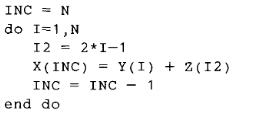 INC = N
do I=1,N
   I2 = 2*I-1
   X(INC) = Y(I) + Z(I2)
   INC = INC - 1
end do